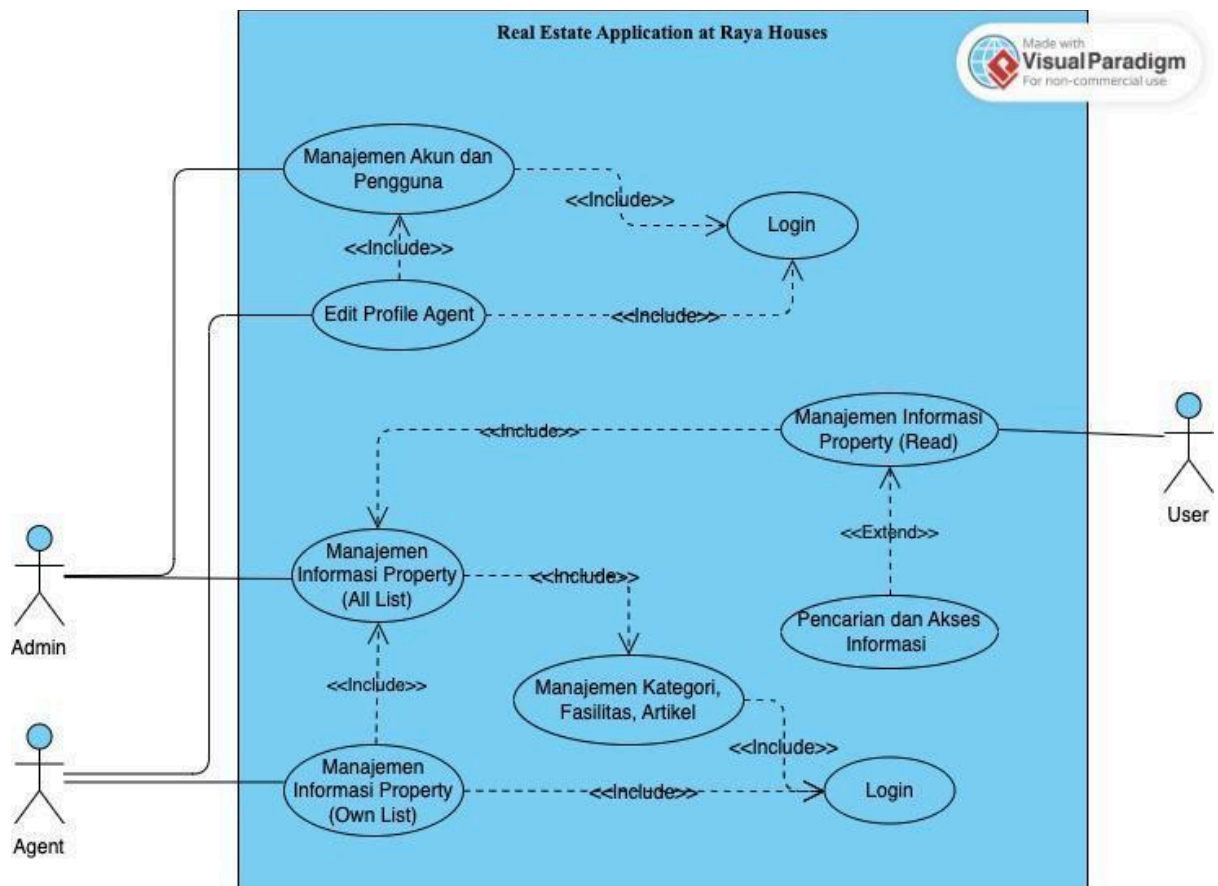 Real Estate Application at Raya Houses
Made with
Visual Paradigm
For non-commercial use
Manajemen Akun dan
Pengguna
<<Include>>
Login
<<Include>>
Edit Profile Agent
<<Include>>
Manajemen Informasi
Property (Read)
<<Include>>
User
<<Extend>>
Manajemen
Informasi Property
(All List)
<<Include>>
Admin
Pencarian dan Akses
Informasi
<<Include>>
Manajemen Kategori,
Fasilitas, Artikel
<<Include>>
Manajemen
Informasi Property
(Own List)
<<Include>>
Login
Agent